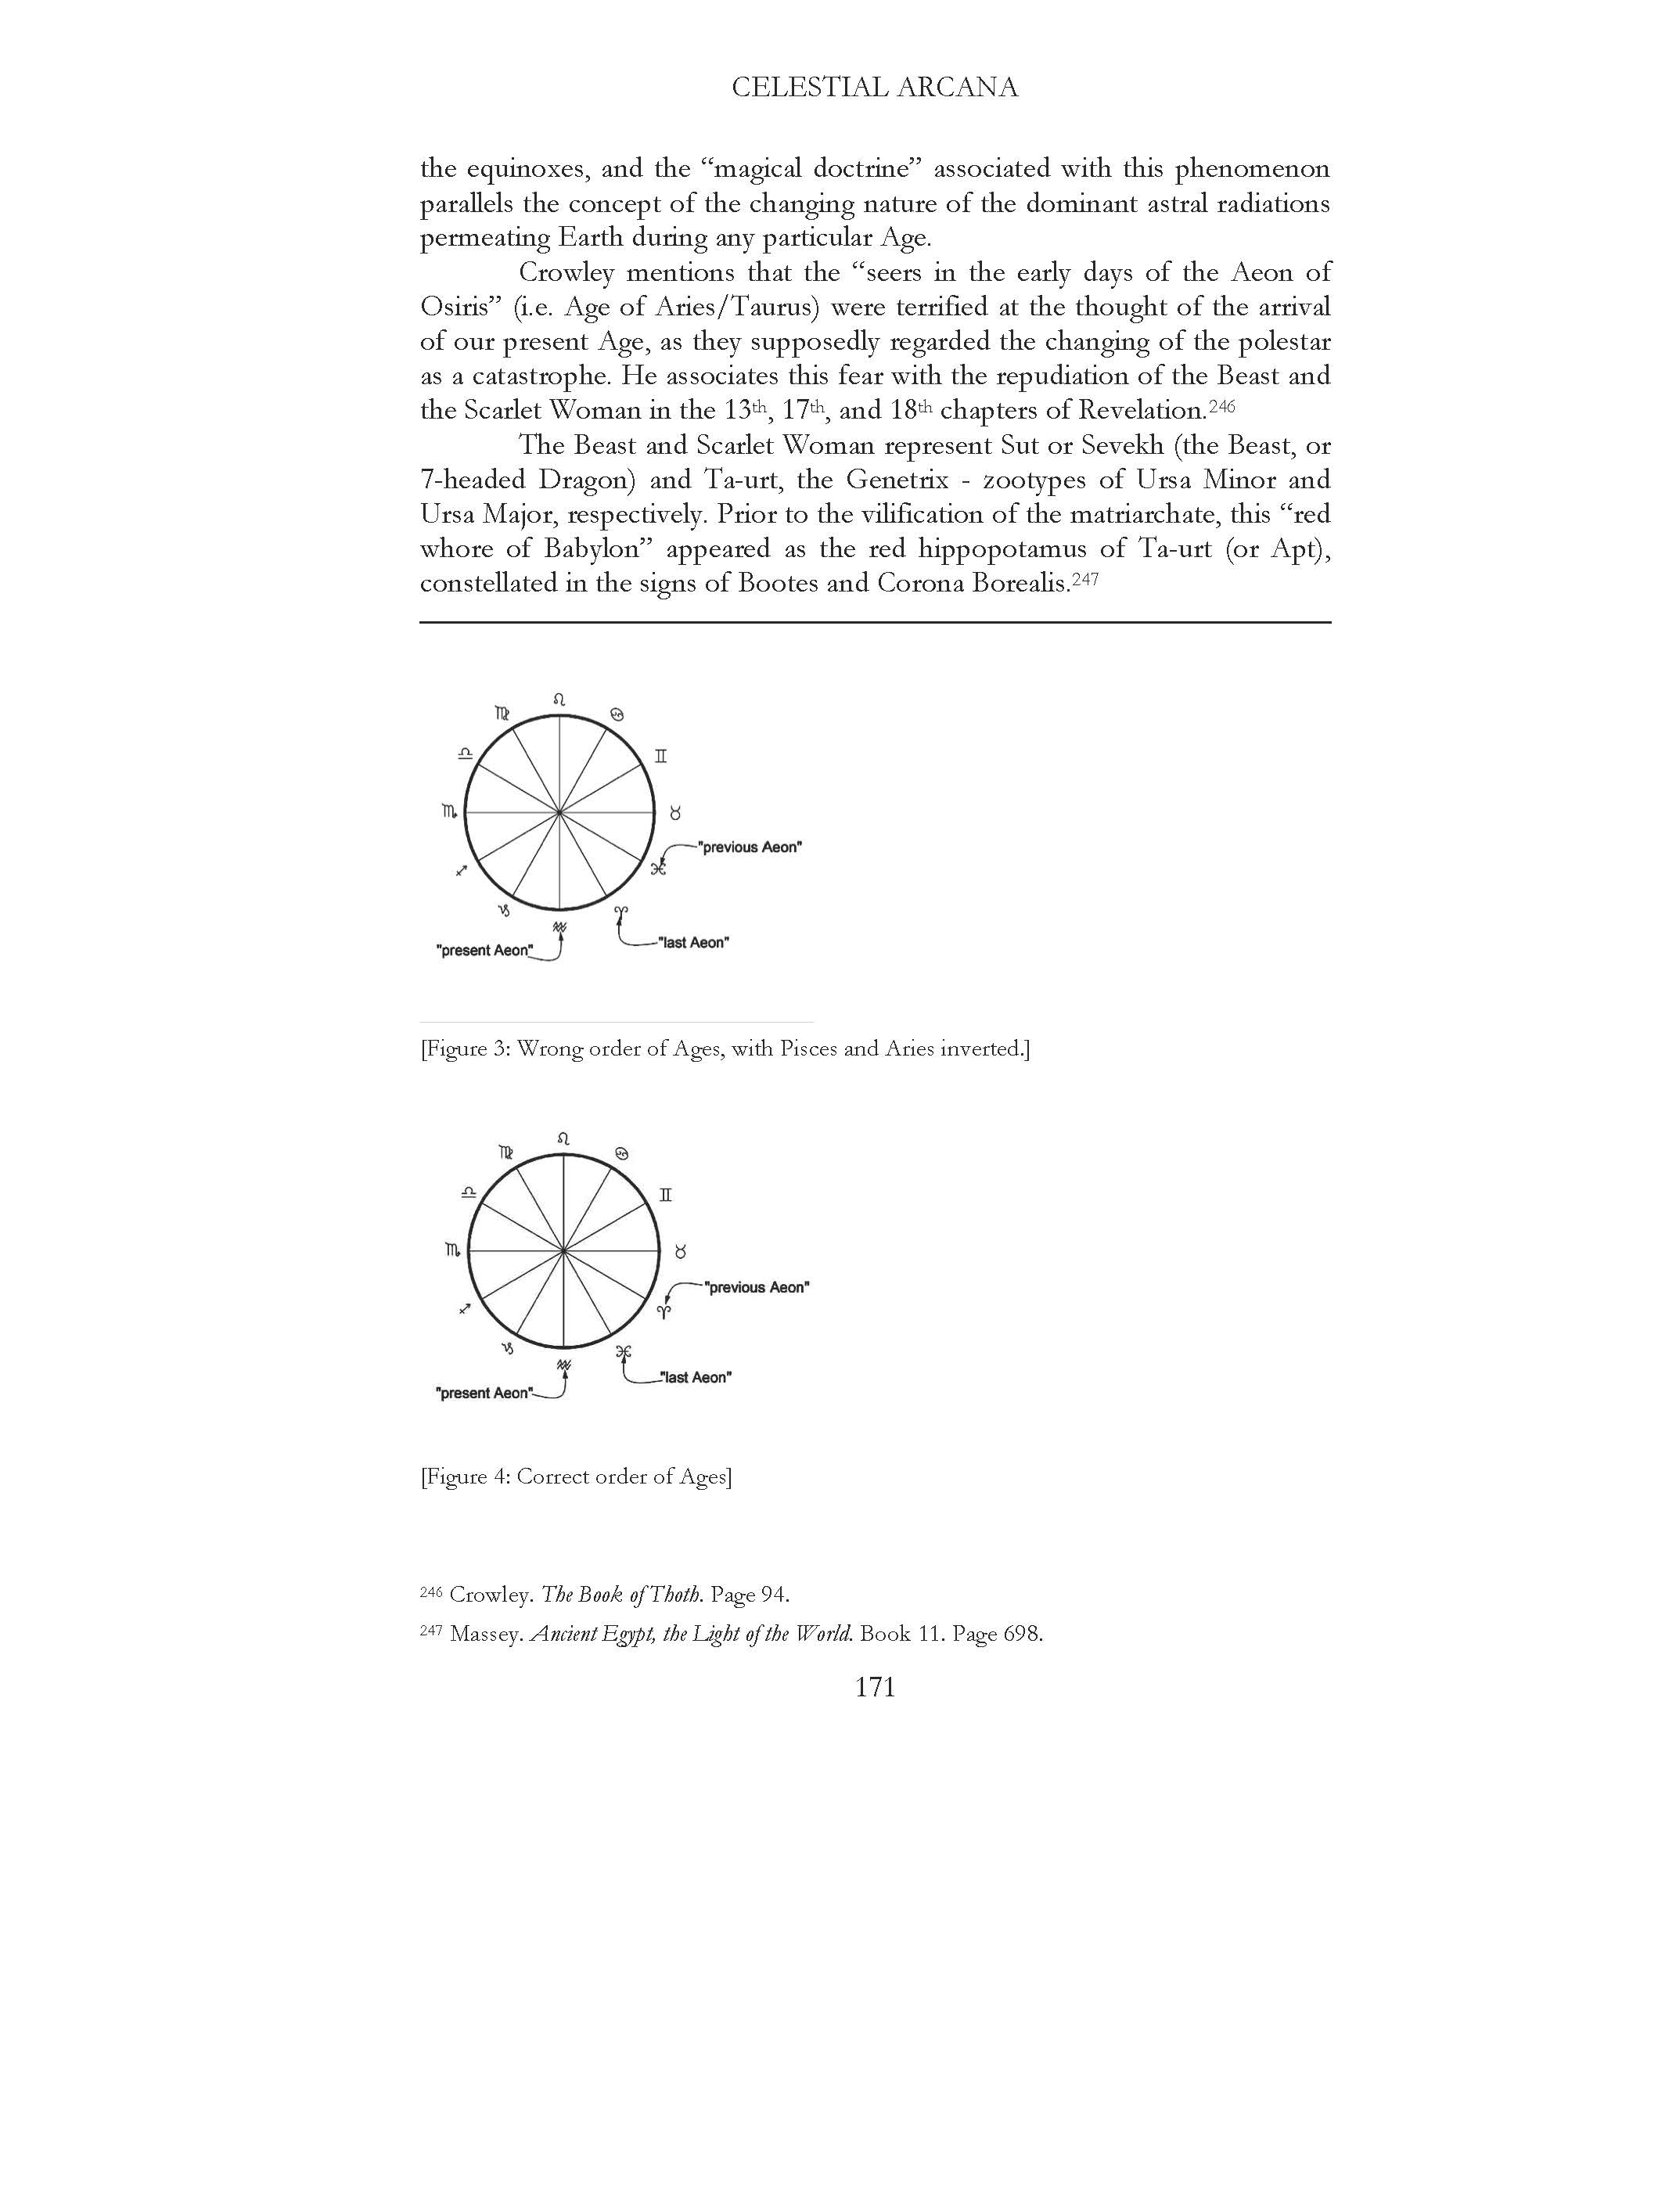 CELESTIAL ARCANA
the equinoxes, and the “magical doctrine” associated with this phenomenon
parallels the concept of the changing nature of the dominant astral radiations
permeating Earth during any particular Age.
Crowley mentions that the “seers in the early days of the Aeon of
Osiris” (i.e. Age of Aries/Taurus) were terrified at the thought of the arrival
of our present Age, as they supposedly regarded the changing of the polestar
as a catastrophe. He associates this fear with the repudiation of the Beast and
the Scarlet Woman in the 13th, 17th, and 18th chapters of Revelation.246
The Beast and Scarlet Woman represent Sut or Sevekh (the Beast, or
7-headed Dragon) and Ta-urt, the Genetrix - zootypes of Ursa Minor and
Ursa Major, respectively. Prior to the vilification of the matriarchate, this “red
whore of Babylon” appeared as the red hippopotamus of Ta-urt (or Apt),
constellated in the signs of Bootes and Corona Borealis.247
♌
♍ ♋
♎ ♊
♏ ♉
"previous Aeon"
♐ ♓
♑ ♈
♒
"last Aeon"
"present Aeon"
[Figure 3: Wrong order of Ages, with Pisces and Aries inverted.]
♌
♍ ♋
♎ ♊
♏ ♉
"previous Aeon"
♐ ♈
♑ ♓
♒
"last Aeon"
"present Aeon"
[Figure 4: Correct order of Ages]
246 Crowley. The Book of Thoth. Page 94.
247 Massey. Ancient Egypt, the Light of the World. Book 11. Page 698.
171